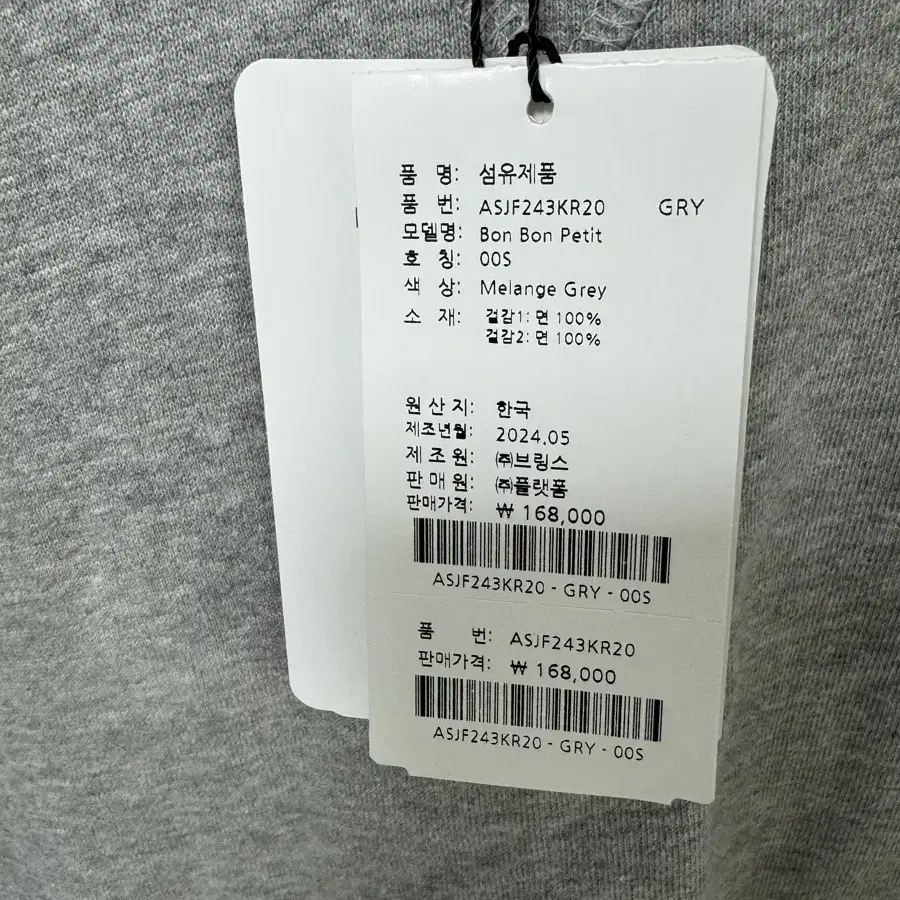 품 명: 섬유제품
품 번: ASJF243KR20 GRY
모델명: Bon Bon Petit
호 칭: 00S
색 상: Melange Grey
소 재: 겉감1: 면 100%
겉감2: 면 100%
원 산 지: 한국
제조년월: 2024.05
제 조 원: ㈜브링스
판 매 원: ㈜플랫폼
판매가격: ₩ 168,000
ASJF243KR20 - GRY - 00S
품 번: ASJF243KR20
판매가격: ₩ 168,000
ASJF243KR20 - GRY - 00S